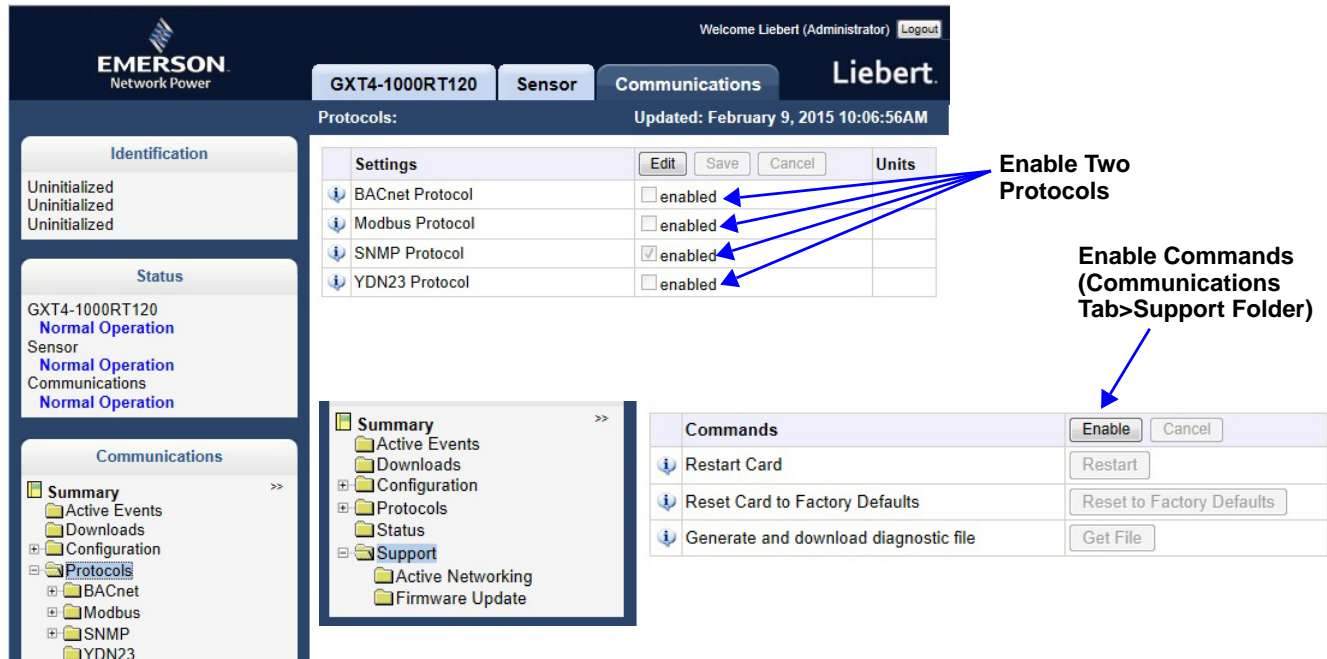 EMERSON.
Network Power
Welcome Liebert (Administrator) Logout
GXT4-1000RT120 Sensor Communications Liebert.
Protocols: Updated: February 9, 2015 10:06:56AM
Identification
Uninitialized
Uninitialized
Uninitialized
Status
GXT4-1000RT120
Normal Operation
Sensor
Normal Operation
Communications
Normal Operation
Communications
Summary >>
Active Events
Downloads
Configuration
Protocols
BACnet
Modbus
SNMP
YDN23
Settings Edit Save Cancel Units
BACnet Protocol enabled
Modbus Protocol enabled
SNMP Protocol enabled
YDN23 Protocol enabled
Enable Two
Protocols
Enable Commands
(Communications
Tab>Support Folder)
Summary >>
Active Events
Downloads
Configuration
Protocols
Status
Support
Active Networking
Firmware Update
Commands Enable Cancel
Restart Card Restart
Reset Card to Factory Defaults Reset to Factory Defaults
Generate and download diagnostic file Get File